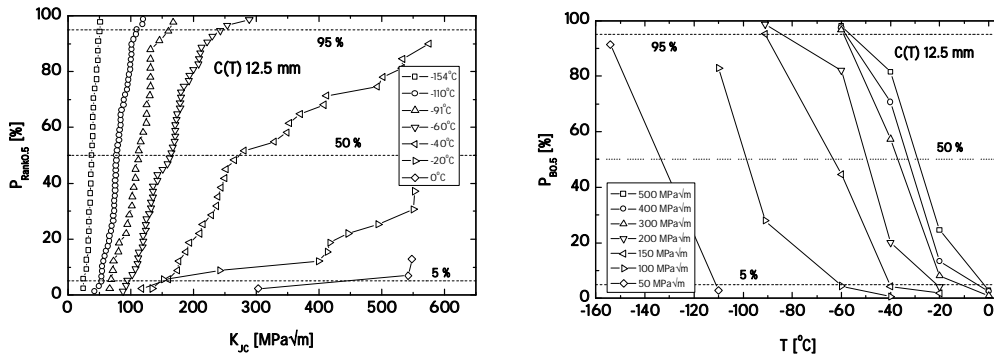 100
80
60
40
20
0
P_Rank0.5 [%]
95 %
C(T) 12.5 mm
50 %
5 %
-154°C
-110°C
-91°C
-60°C
-40°C
-20°C
0°C
0 100 200 300 400 500 600
K_JC [MPa√m]
100
80
60
40
20
0
P_B0.5 [%]
95 %
C(T) 12.5 mm
50 %
5 %
500 MPa√m
400 MPa√m
300 MPa√m
200 MPa√m
150 MPa√m
100 MPa√m
50 MPa√m
-160 -140 -120 -100 -80 -60 -40 -20 0
T [°C]